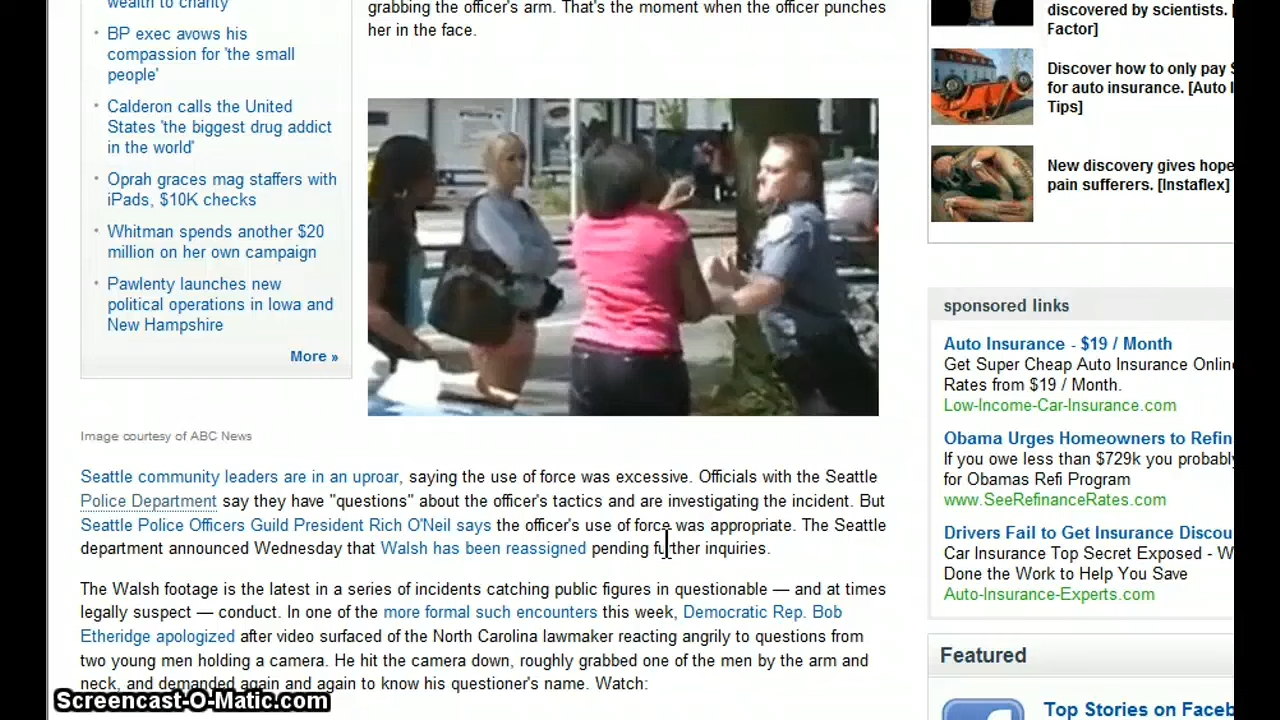 wealth to charity
BP exec avows his
compassion for 'the small
people'
Calderon calls the United
States 'the biggest drug addict
in the world'
Oprah graces mag staffers with
iPads, $10K checks
Whitman spends another $20
million on her own campaign
Pawlenty launches new
political operations in Iowa and
New Hampshire
More »
grabbing the officer's arm. That's the moment when the officer punches
her in the face.
Image courtesy of ABC News
Seattle community leaders are in an uproar, saying the use of force was excessive. Officials with the Seattle
Police Department say they have "questions" about the officer's tactics and are investigating the incident. But
Seattle Police Officers Guild President Rich O'Neil says the officer's use of force was appropriate. The Seattle
department announced Wednesday that Walsh has been reassigned pending further inquiries.
The Walsh footage is the latest in a series of incidents catching public figures in questionable — and at times
legally suspect — conduct. In one of the more formal such encounters this week, Democratic Rep. Bob
Etheridge apologized after video surfaced of the North Carolina lawmaker reacting angrily to questions from
two young men holding a camera. He hit the camera down, roughly grabbed one of the men by the arm and
neck, and demanded again and again to know his questioner's name. Watch:
discovered by scientists. [
Factor]
Discover how to only pay
for auto insurance. [Auto
Tips]
New discovery gives hope
pain sufferers. [Instaflex]
sponsored links
Auto Insurance - $19 / Month
Get Super Cheap Auto Insurance
Rates from $19 / Month.
Low-Income-Car-Insurance.com
Obama Urges Homeowners to
If you owe less than $729k you
for Obamas Refi Program
www.SeeRefinanceRates.com
Drivers Fail to Get Insurance
Car Insurance Top Secret Exposed -
Done the Work to Help You Save
Auto-Insurance-Experts.com
Featured
Top Stories on
Screencast-O-Matic.com